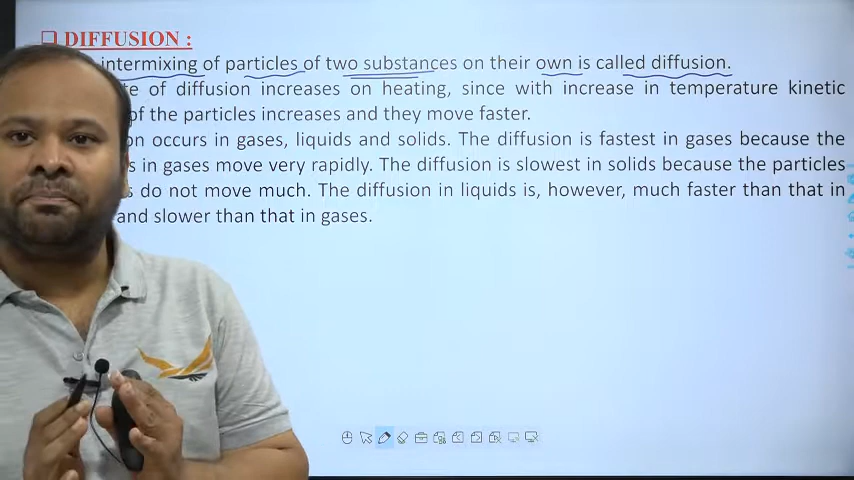 ❑ DIFFUSION :
intermixing of particles of two substances on their own is called diffusion.
of diffusion increases on heating, since with increase in temperature kinetic
of the particles increases and they move faster.
occurs in gases, liquids and solids. The diffusion is fastest in gases because the
in gases move very rapidly. The diffusion is slowest in solids because the particles
do not move much. The diffusion in liquids is, however, much faster than that in
and slower than that in gases.